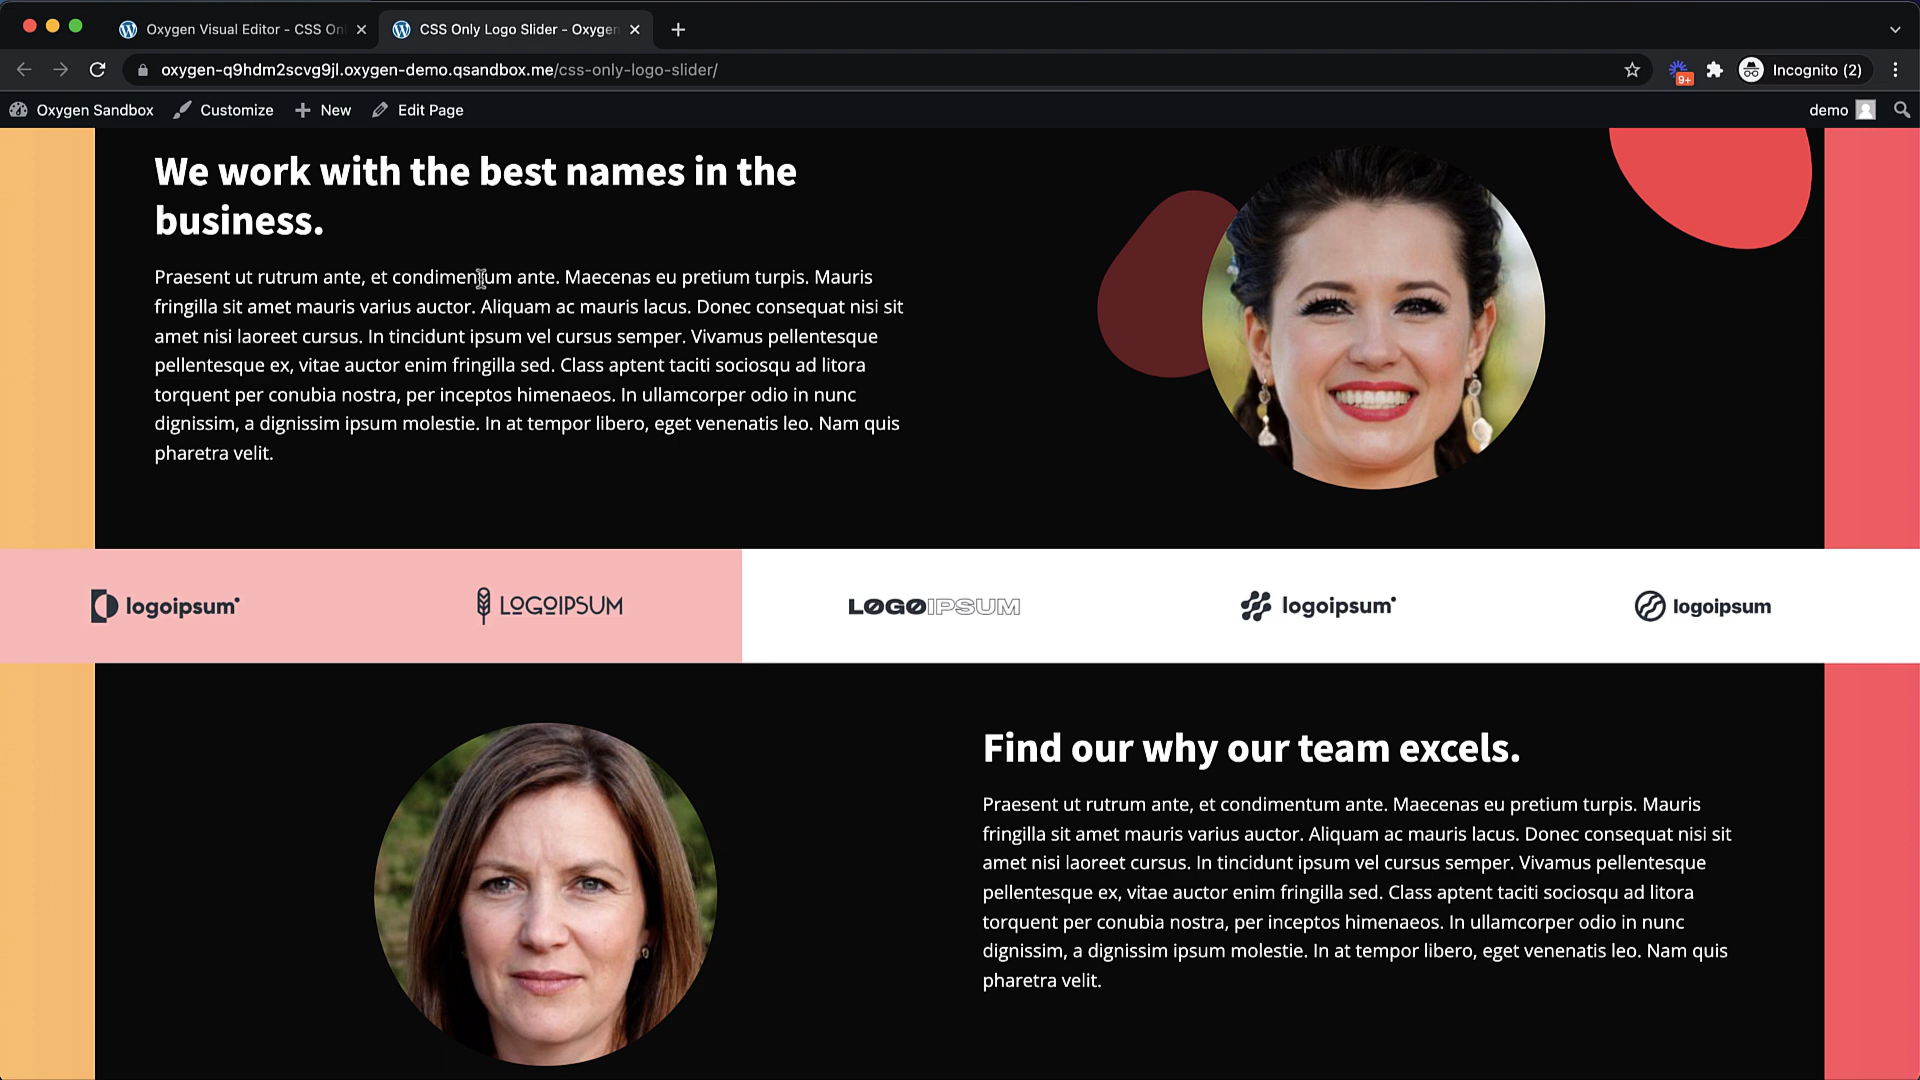 Oxygen Visual Editor - CSS On
CSS Only Logo Slider - Oxygen
oxygen-q9hdm2scvg9jl.oxygen-demo.qsandbox.me/css-only-logo-slider/
9+
Incognito (2)
Oxygen Sandbox
Customize
New
Edit Page
demo
We work with the best names in the
business.
Praesent ut rutrum ante, et condimentum ante. Maecenas eu pretium turpis. Mauris
fringilla sit amet mauris varius auctor. Aliquam ac mauris lacus. Donec consequat nisi sit
amet nisi laoreet cursus. In tincidunt ipsum vel cursus semper. Vivamus pellentesque
pellentesque ex, vitae auctor enim fringilla sed. Class aptent taciti sociosqu ad litora
torquent per conubia nostra, per inceptos himenaeos. In ullamcorper odio in nunc
dignissim, a dignissim ipsum molestie. In at tempor libero, eget venenatis leo. Nam quis
pharetra velit.
logoipsum
LOGOIPSUM
LOGOIPSUM
logoipsum
logoipsum
Find our why our team excels.
Praesent ut rutrum ante, et condimentum ante. Maecenas eu pretium turpis. Mauris
fringilla sit amet mauris varius auctor. Aliquam ac mauris lacus. Donec consequat nisi sit
amet nisi laoreet cursus. In tincidunt ipsum vel cursus semper. Vivamus pellentesque
pellentesque ex, vitae auctor enim fringilla sed. Class aptent taciti sociosqu ad litora
torquent per conubia nostra, per inceptos himenaeos. In ullamcorper odio in nunc
dignissim, a dignissim ipsum molestie. In at tempor libero, eget venenatis leo. Nam quis
pharetra velit.